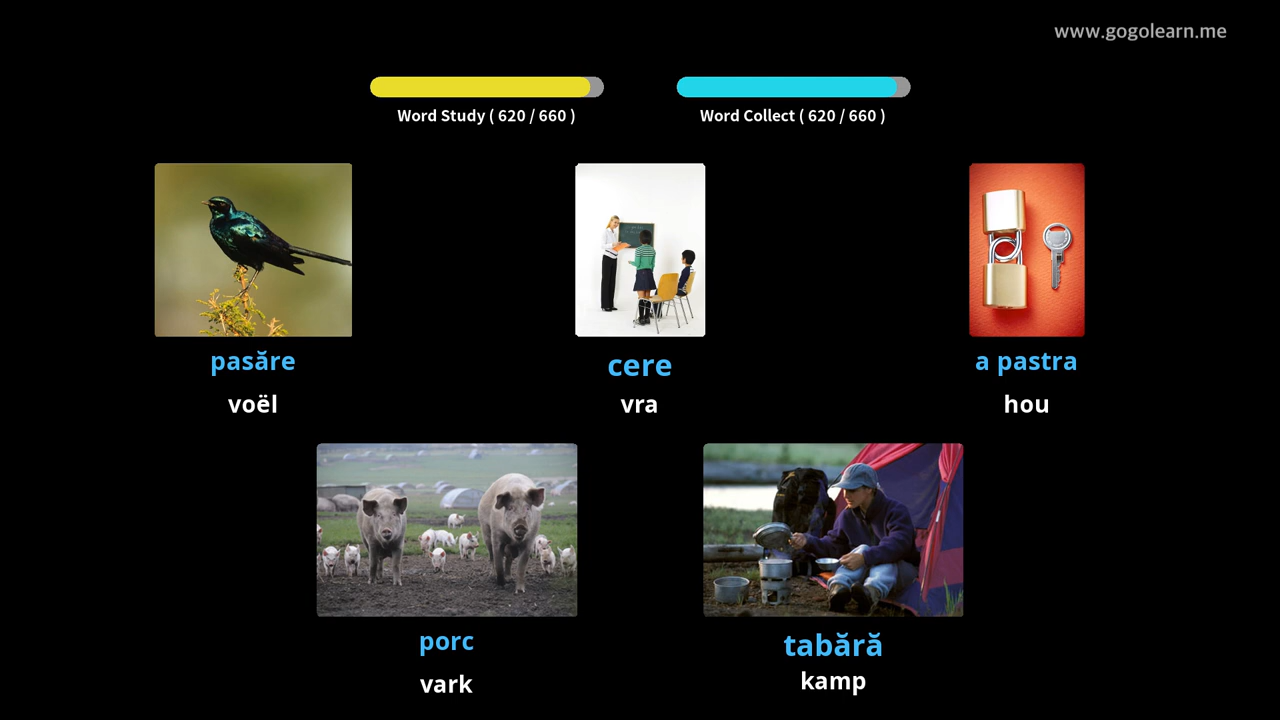 www.gogolearn.me
Word Study ( 620 / 660 )
Word Collect ( 620 / 660 )
pasăre
cere
a pastra
voël
vra
hou
porc
tabără
vark
kamp